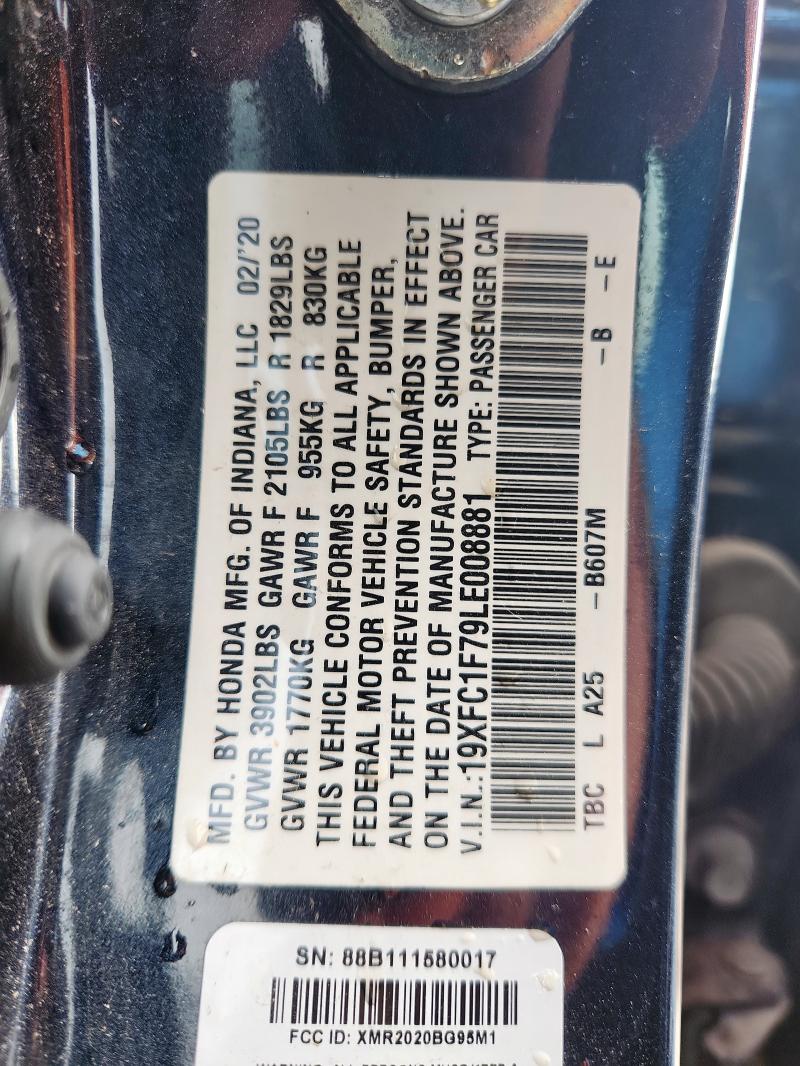 MFD. BY HONDA MFG. OF INDIANA, LLC 02/'20
GVWR 3902LBS GAWR F 2105LBS R 1829LBS
GVWR 1770KG GAWR F 955KG R 830KG
THIS VEHICLE CONFORMS TO ALL APPLICABLE
FEDERAL MOTOR VEHICLE SAFETY, BUMPER,
AND THEFT PREVENTION STANDARDS IN EFFECT
ON THE DATE OF MANUFACTURE SHOWN ABOVE.
V.I.N.:19XFC1F79LE008881 TYPE: PASSENGER CAR
TBC L A25 -B607M -B -E
SN: 88B111580017
FCC ID: XMR2020BG95M1